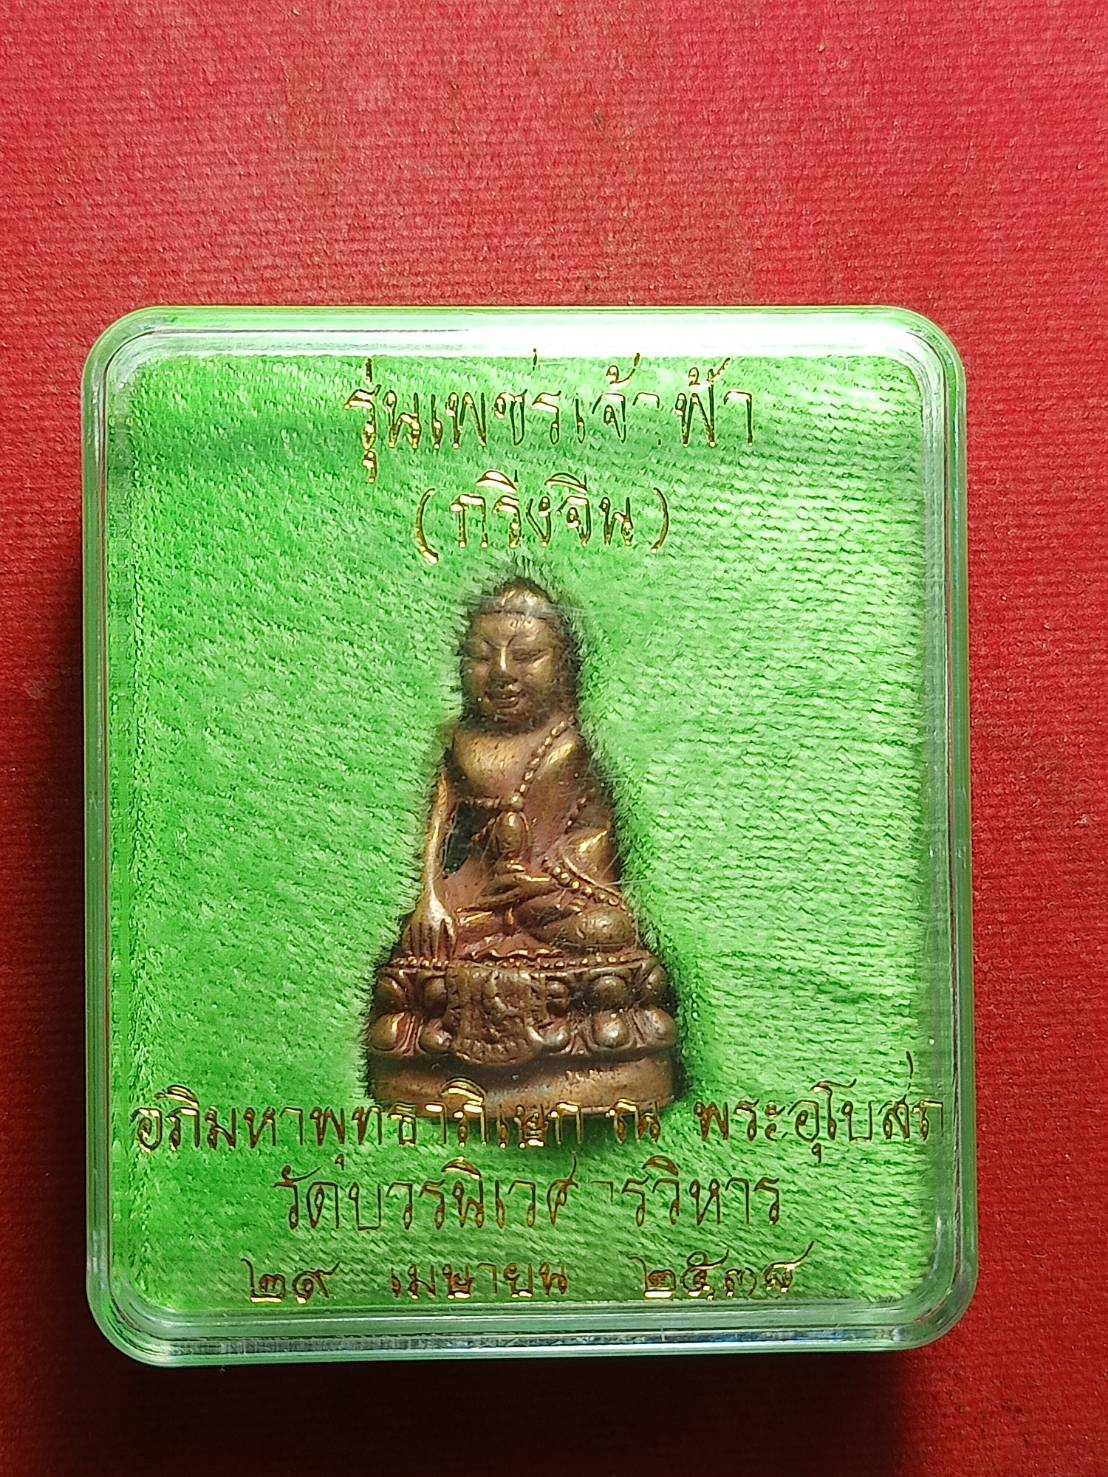 รุ่นเพชรเจ้าฟ้า
(กริ่งจีน)
อภิมหาพุทธาภิเษก ณ พระอุโบสถ
วัดบวรนิเวศ วิหาร
๒๙ เมษายน ๒๕๓๘